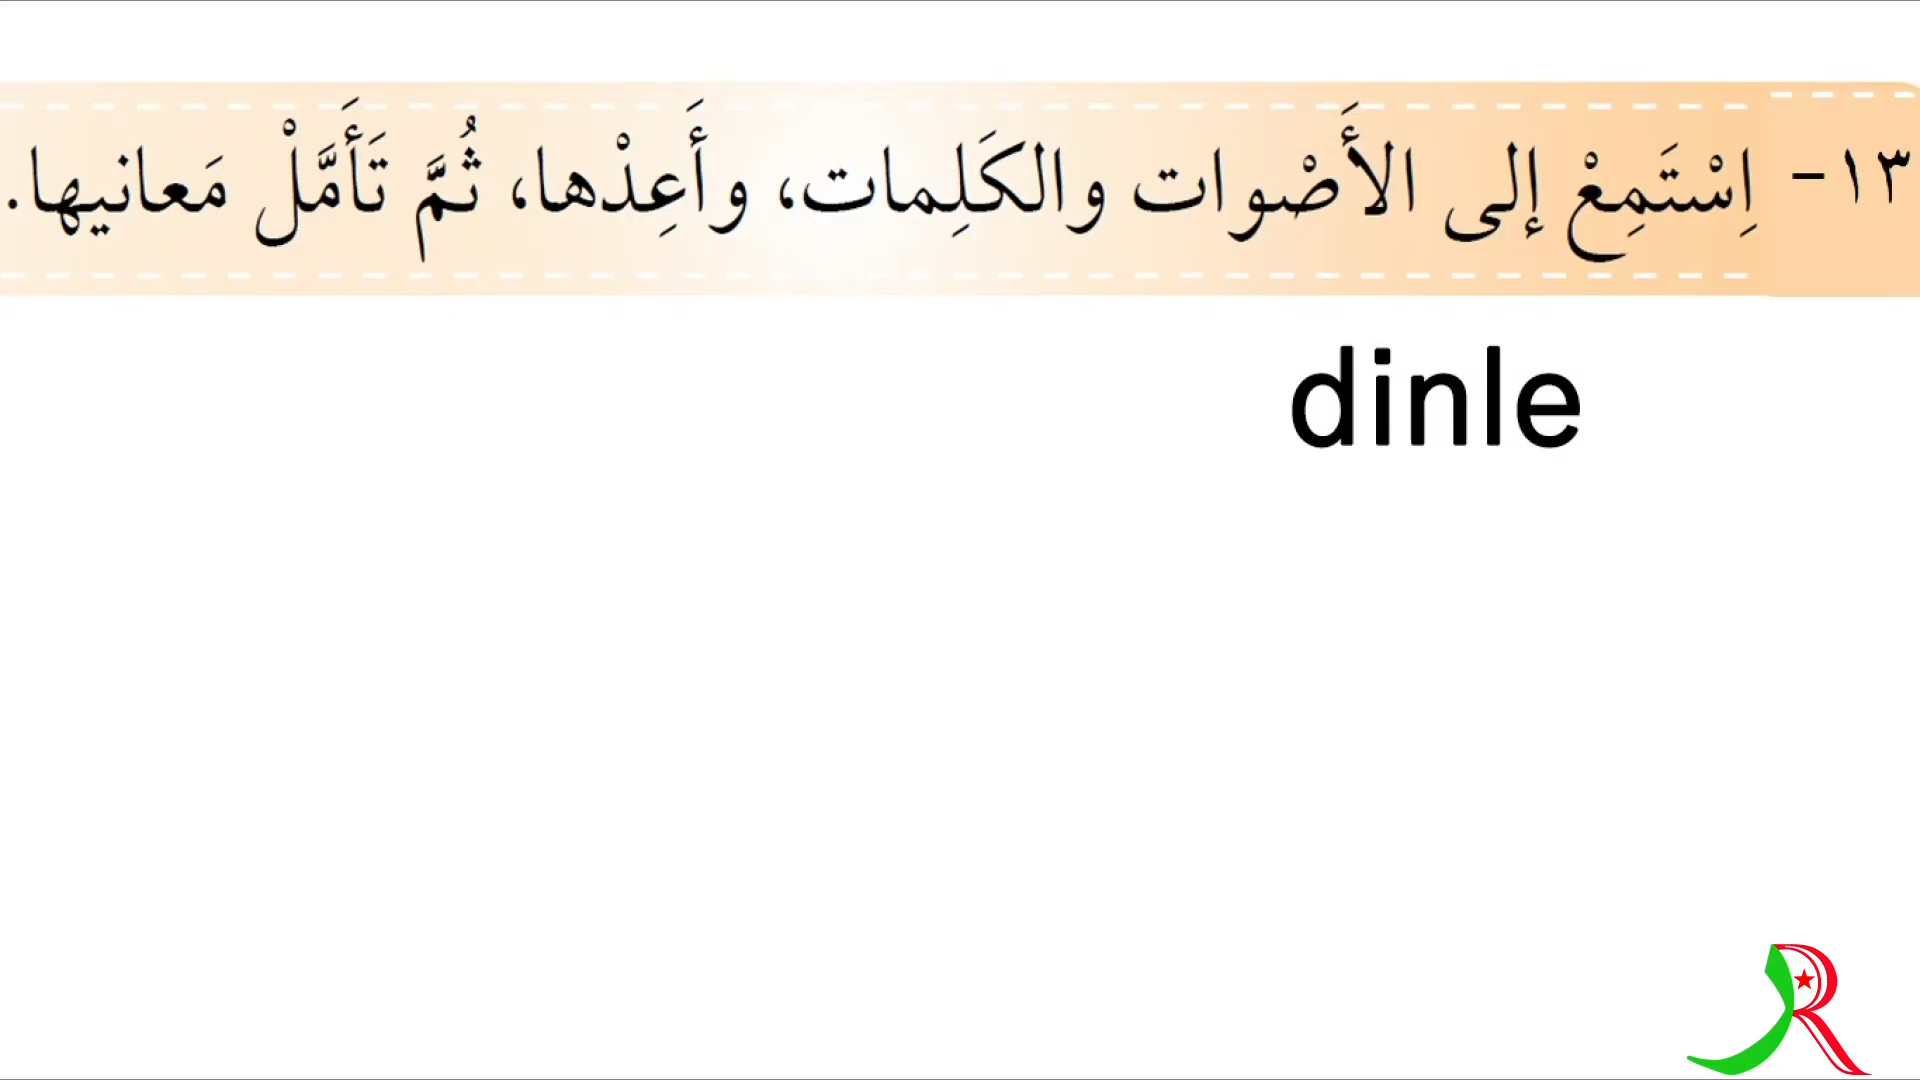 ١٣- اِسْتَمِعْ إلى الأَصْوات والكَلِمات، وأَعِدْها، ثُمَّ تَأَمَّلْ مَعانيها.
dinle